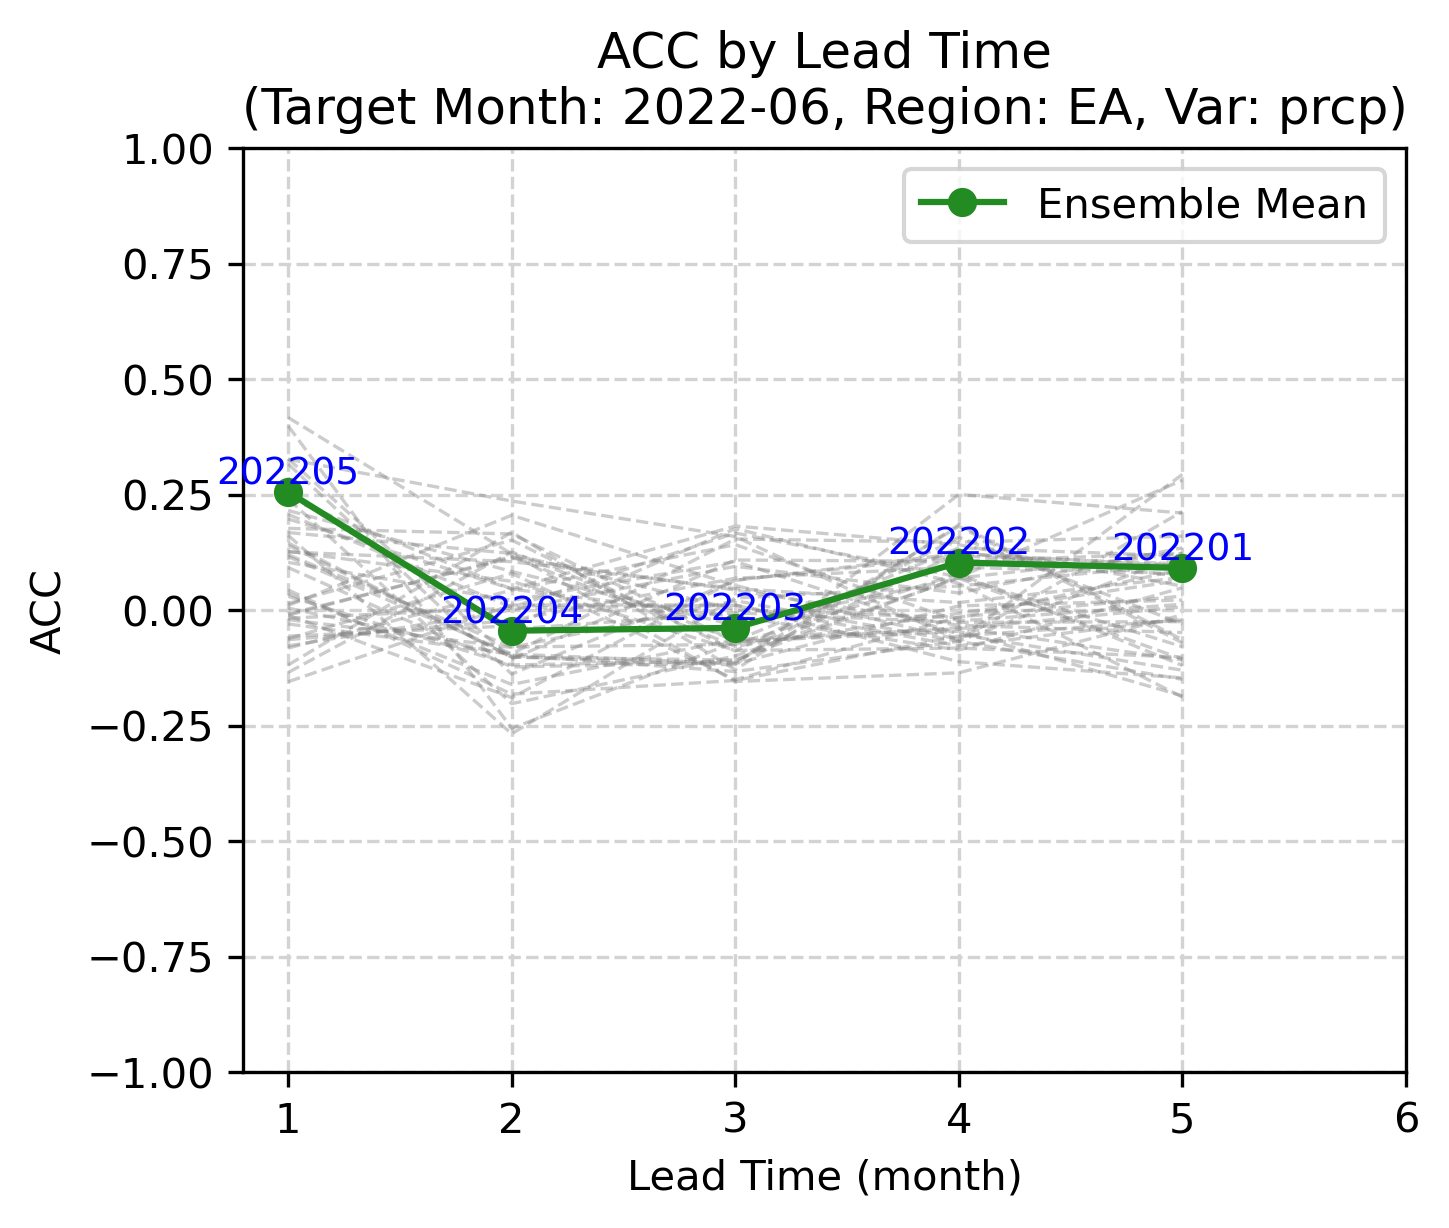 ACC by Lead Time
(Target Month: 2022-06, Region: EA, Var: prcp)
1.00
Ensemble Mean
0.75
0.50
202205
0.25
202202
202201
202204
202203
0.00
ACC
−0.25
−0.50
−0.75
−1.00
1 2 3 4 5 6
Lead Time (month)